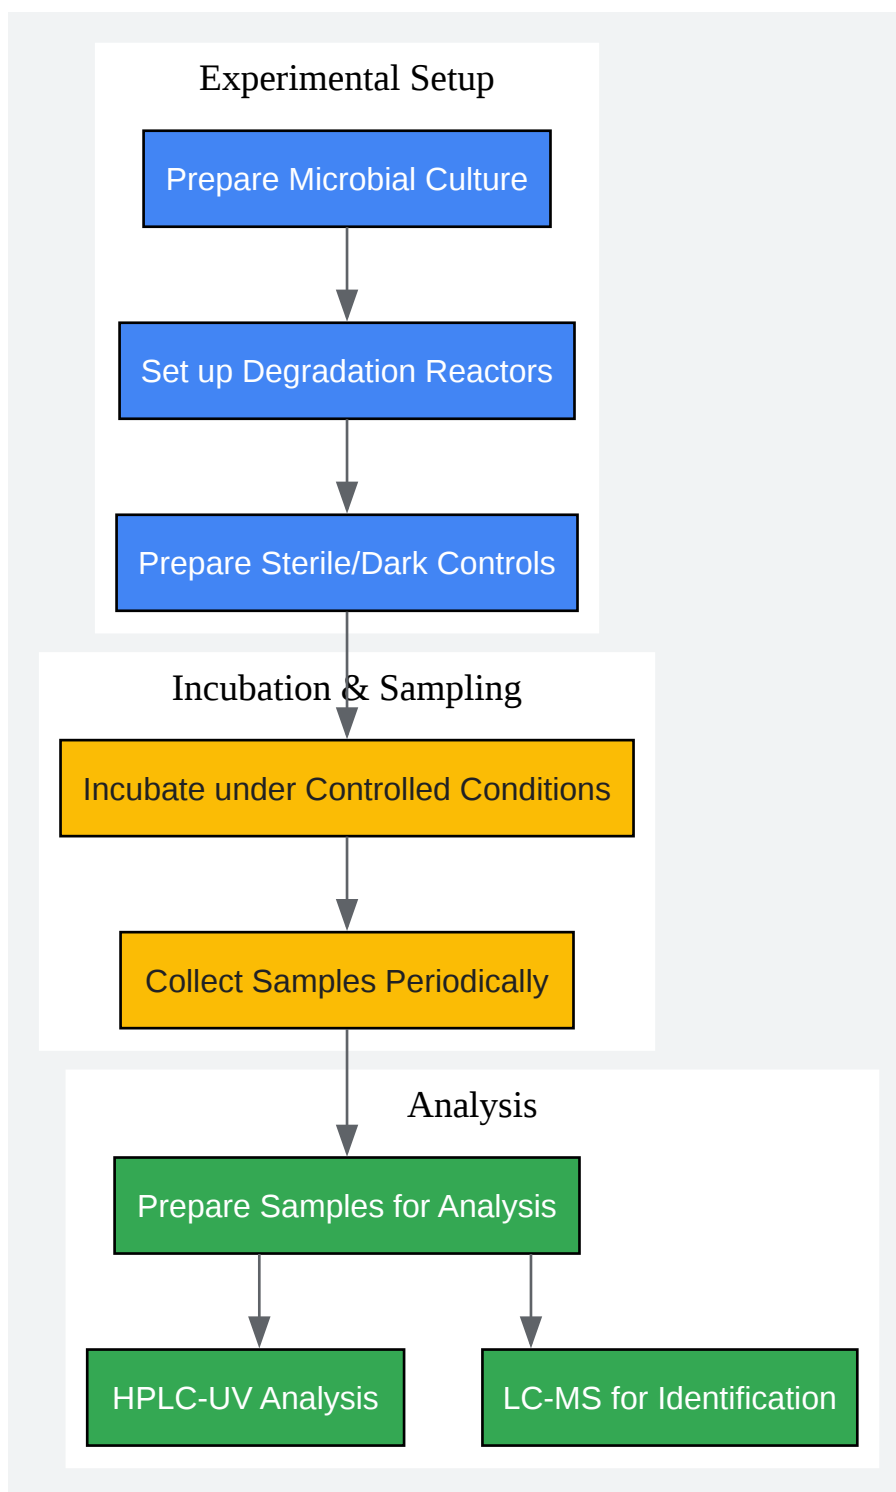 Experimental Setup
Prepare Microbial Culture
Set up Degradation Reactors
Prepare Sterile/Dark Controls
Incubation & Sampling
Incubate under Controlled Conditions
Collect Samples Periodically
Analysis
Prepare Samples for Analysis
HPLC-UV Analysis
LC-MS for Identification